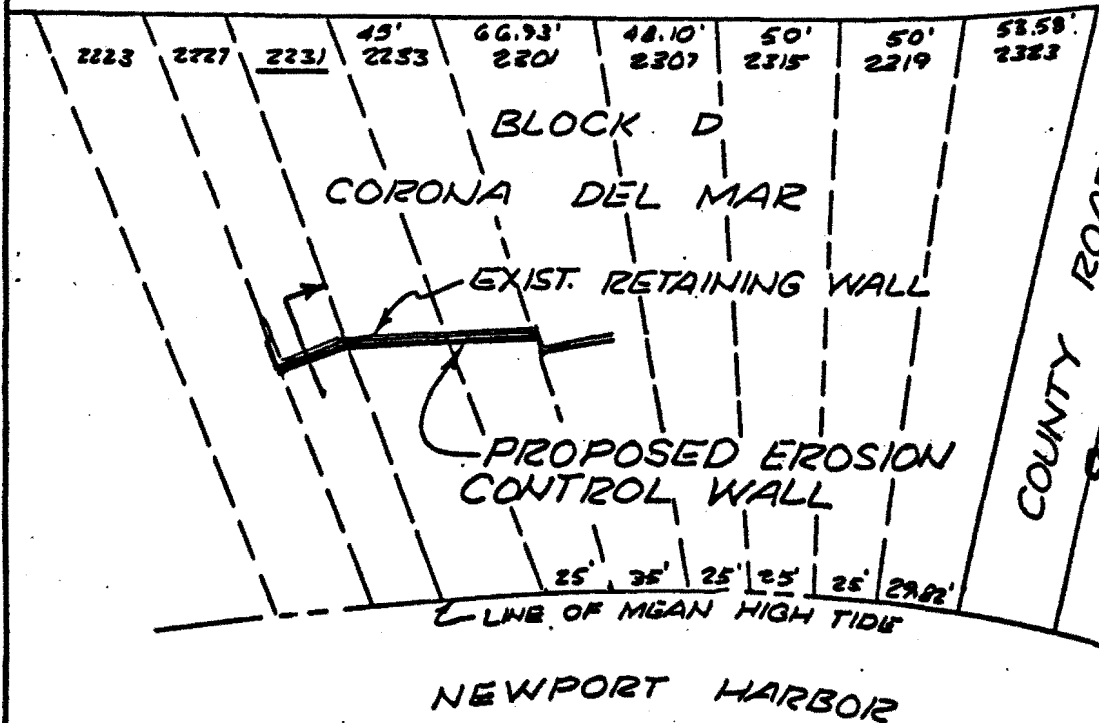 45' 66.93' 48.10' 50' 50' 53.58'
2223 2227 2231 2253 2301 2307 2315 2219 2323
BLOCK D
CORONA DEL MAR
EXIST. RETAINING WALL
COUNTY ROAD
PROPOSED EROSION
CONTROL WALL
25' 35' 25' 25' 25' 29.82'
LINE OF MEAN HIGH TIDE
NEWPORT HARBOR